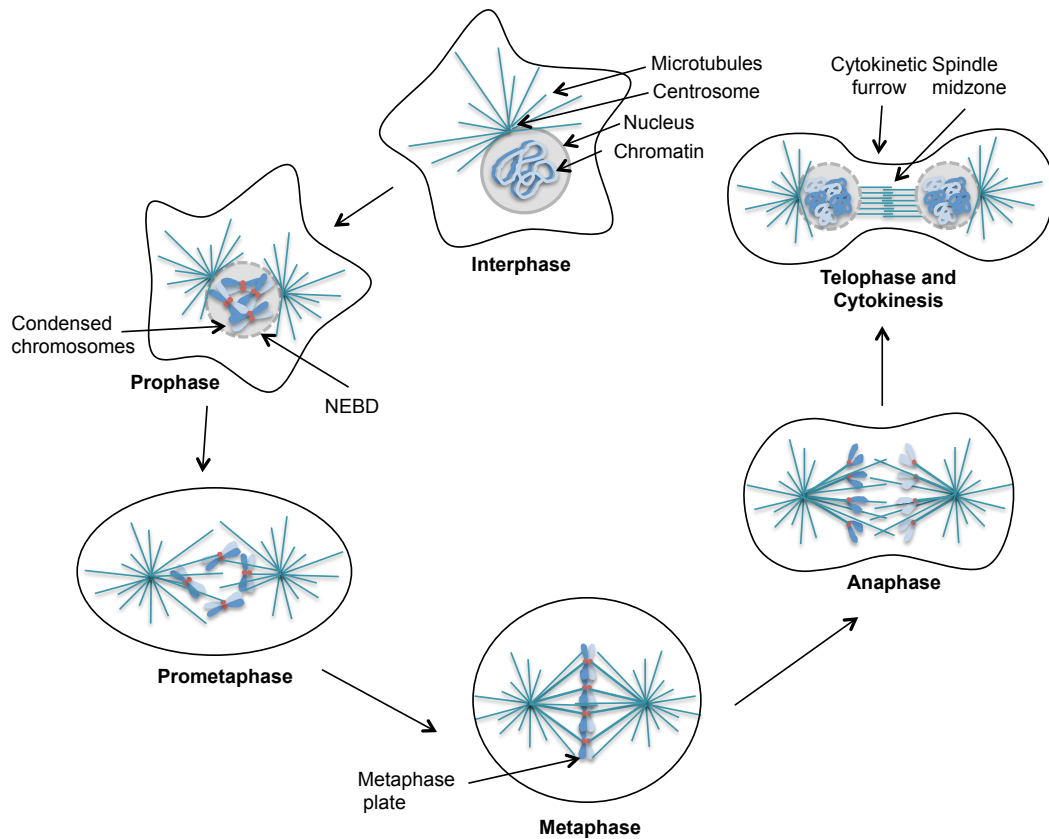 Microtubules
Centrosome
Nucleus
Chromatin
Interphase
Cytokinetic
furrow
Spindle
midzone
Telophase and
Cytokinesis
Condensed
chromosomes
Prophase
NEBD
Anaphase
Prometaphase
Metaphase
plate
Metaphase